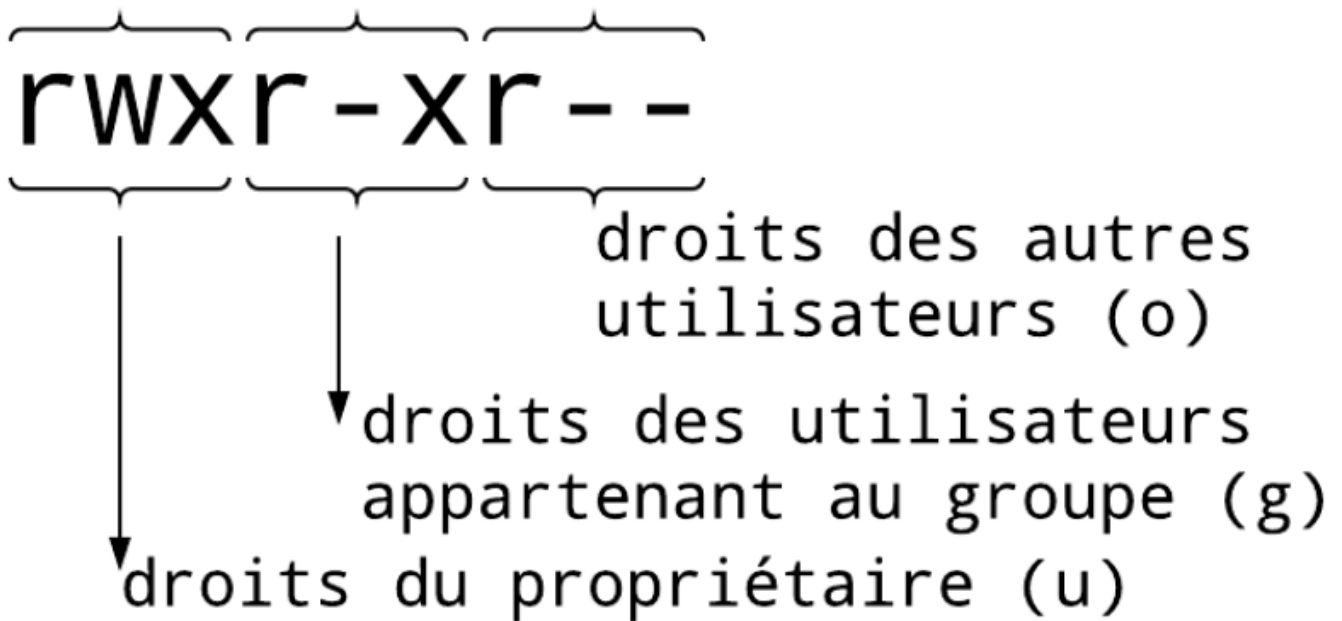 rwxr-xr--
droits des autres
utilisateurs (o)
droits des utilisateurs
appartenant au groupe (g)
droits du propriétaire (u)